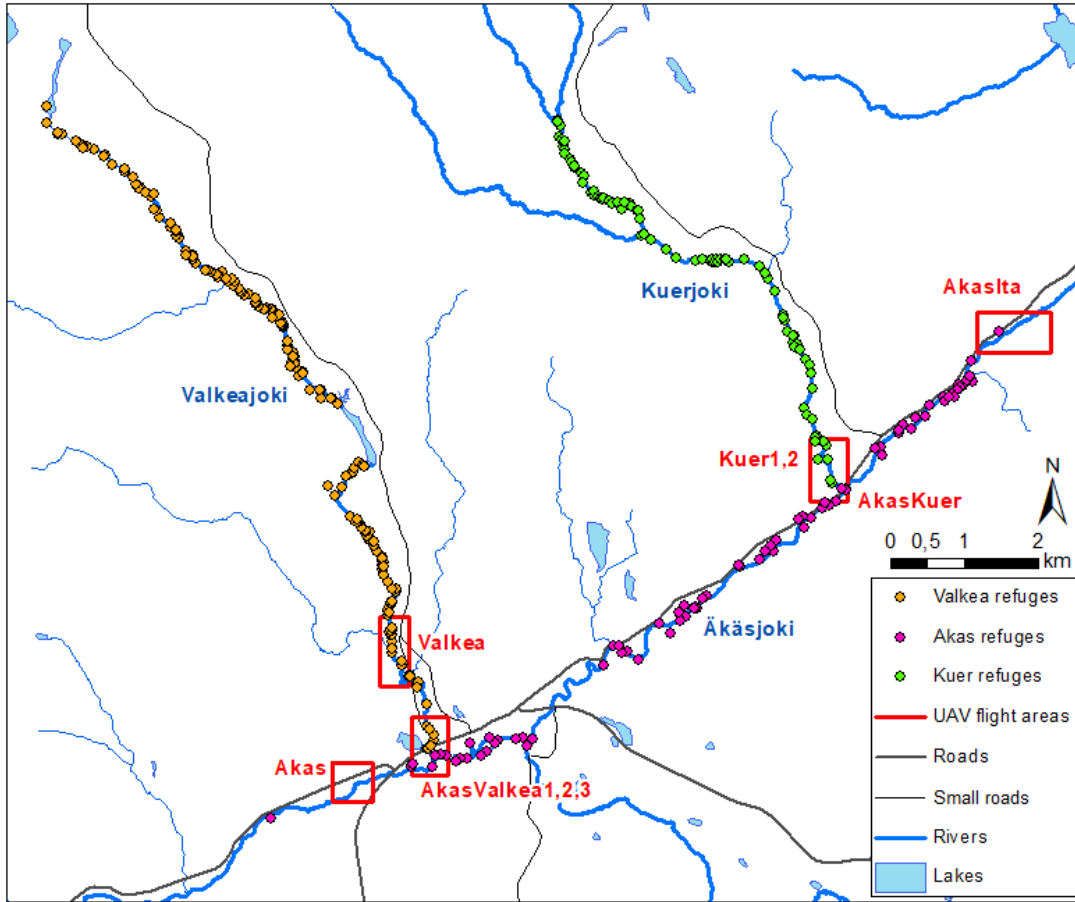 AkasIta
Kuerjoki
Valkeajoki
Kuer1,2
AkasKuer
N
0 0,5 1 2
km
Valkea
Äkäsjoki
Akas
AkasValkea1,2,3
Valkea refuges
Akas refuges
Kuer refuges
UAV flight areas
Roads
Small roads
Rivers
Lakes